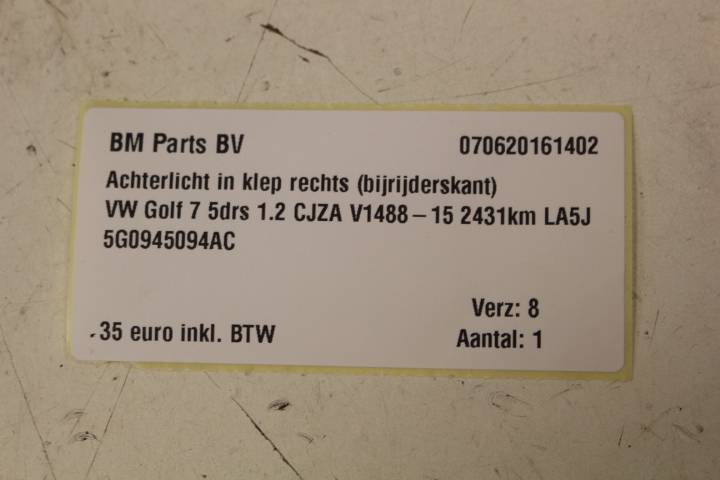 BM Parts BV 070620161402
Achterlicht in klep rechts (bijrijderskant)
VW Golf 7 5drs 1.2 CJZA V1488-15 2431km LA5J
5G0945094AC
Verz: 8
35 euro inkl. BTW Aantal: 1